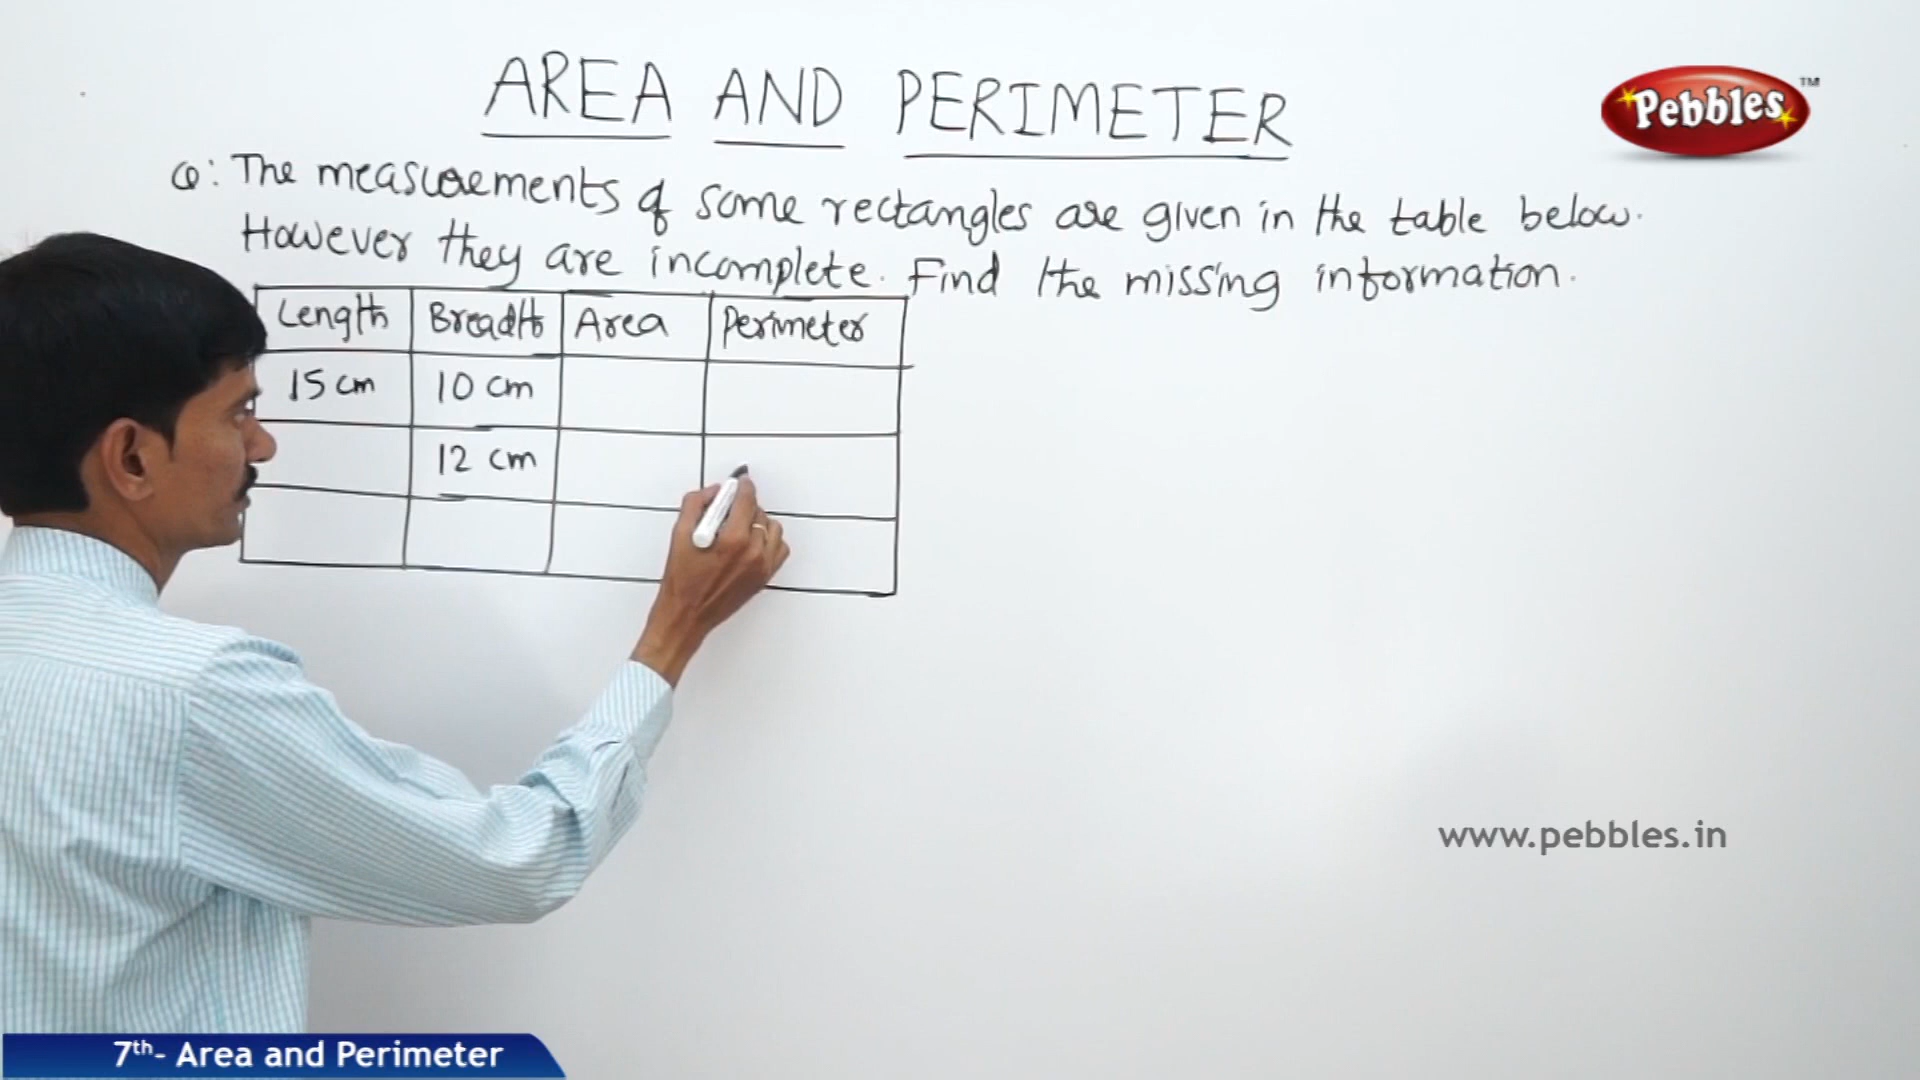 AREA AND PERIMETER
Pebbles™
Q: The measurements of some rectangles are given in the table below.
However they are incomplete. Find the missing information.
Length Breadth Area Perimeter
15 cm 10 cm
12 cm
www.pebbles.in
7th- Area and Perimeter